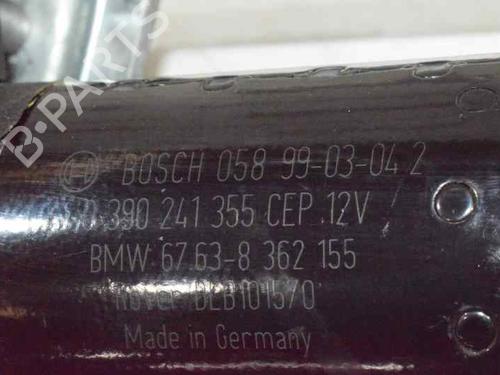 B-PARTS
BOSCH 058 99-03-04 2
390 241 355 CEP 12V
BMW 67.63-8 362 155
Rover DLB101570
Made in Germany